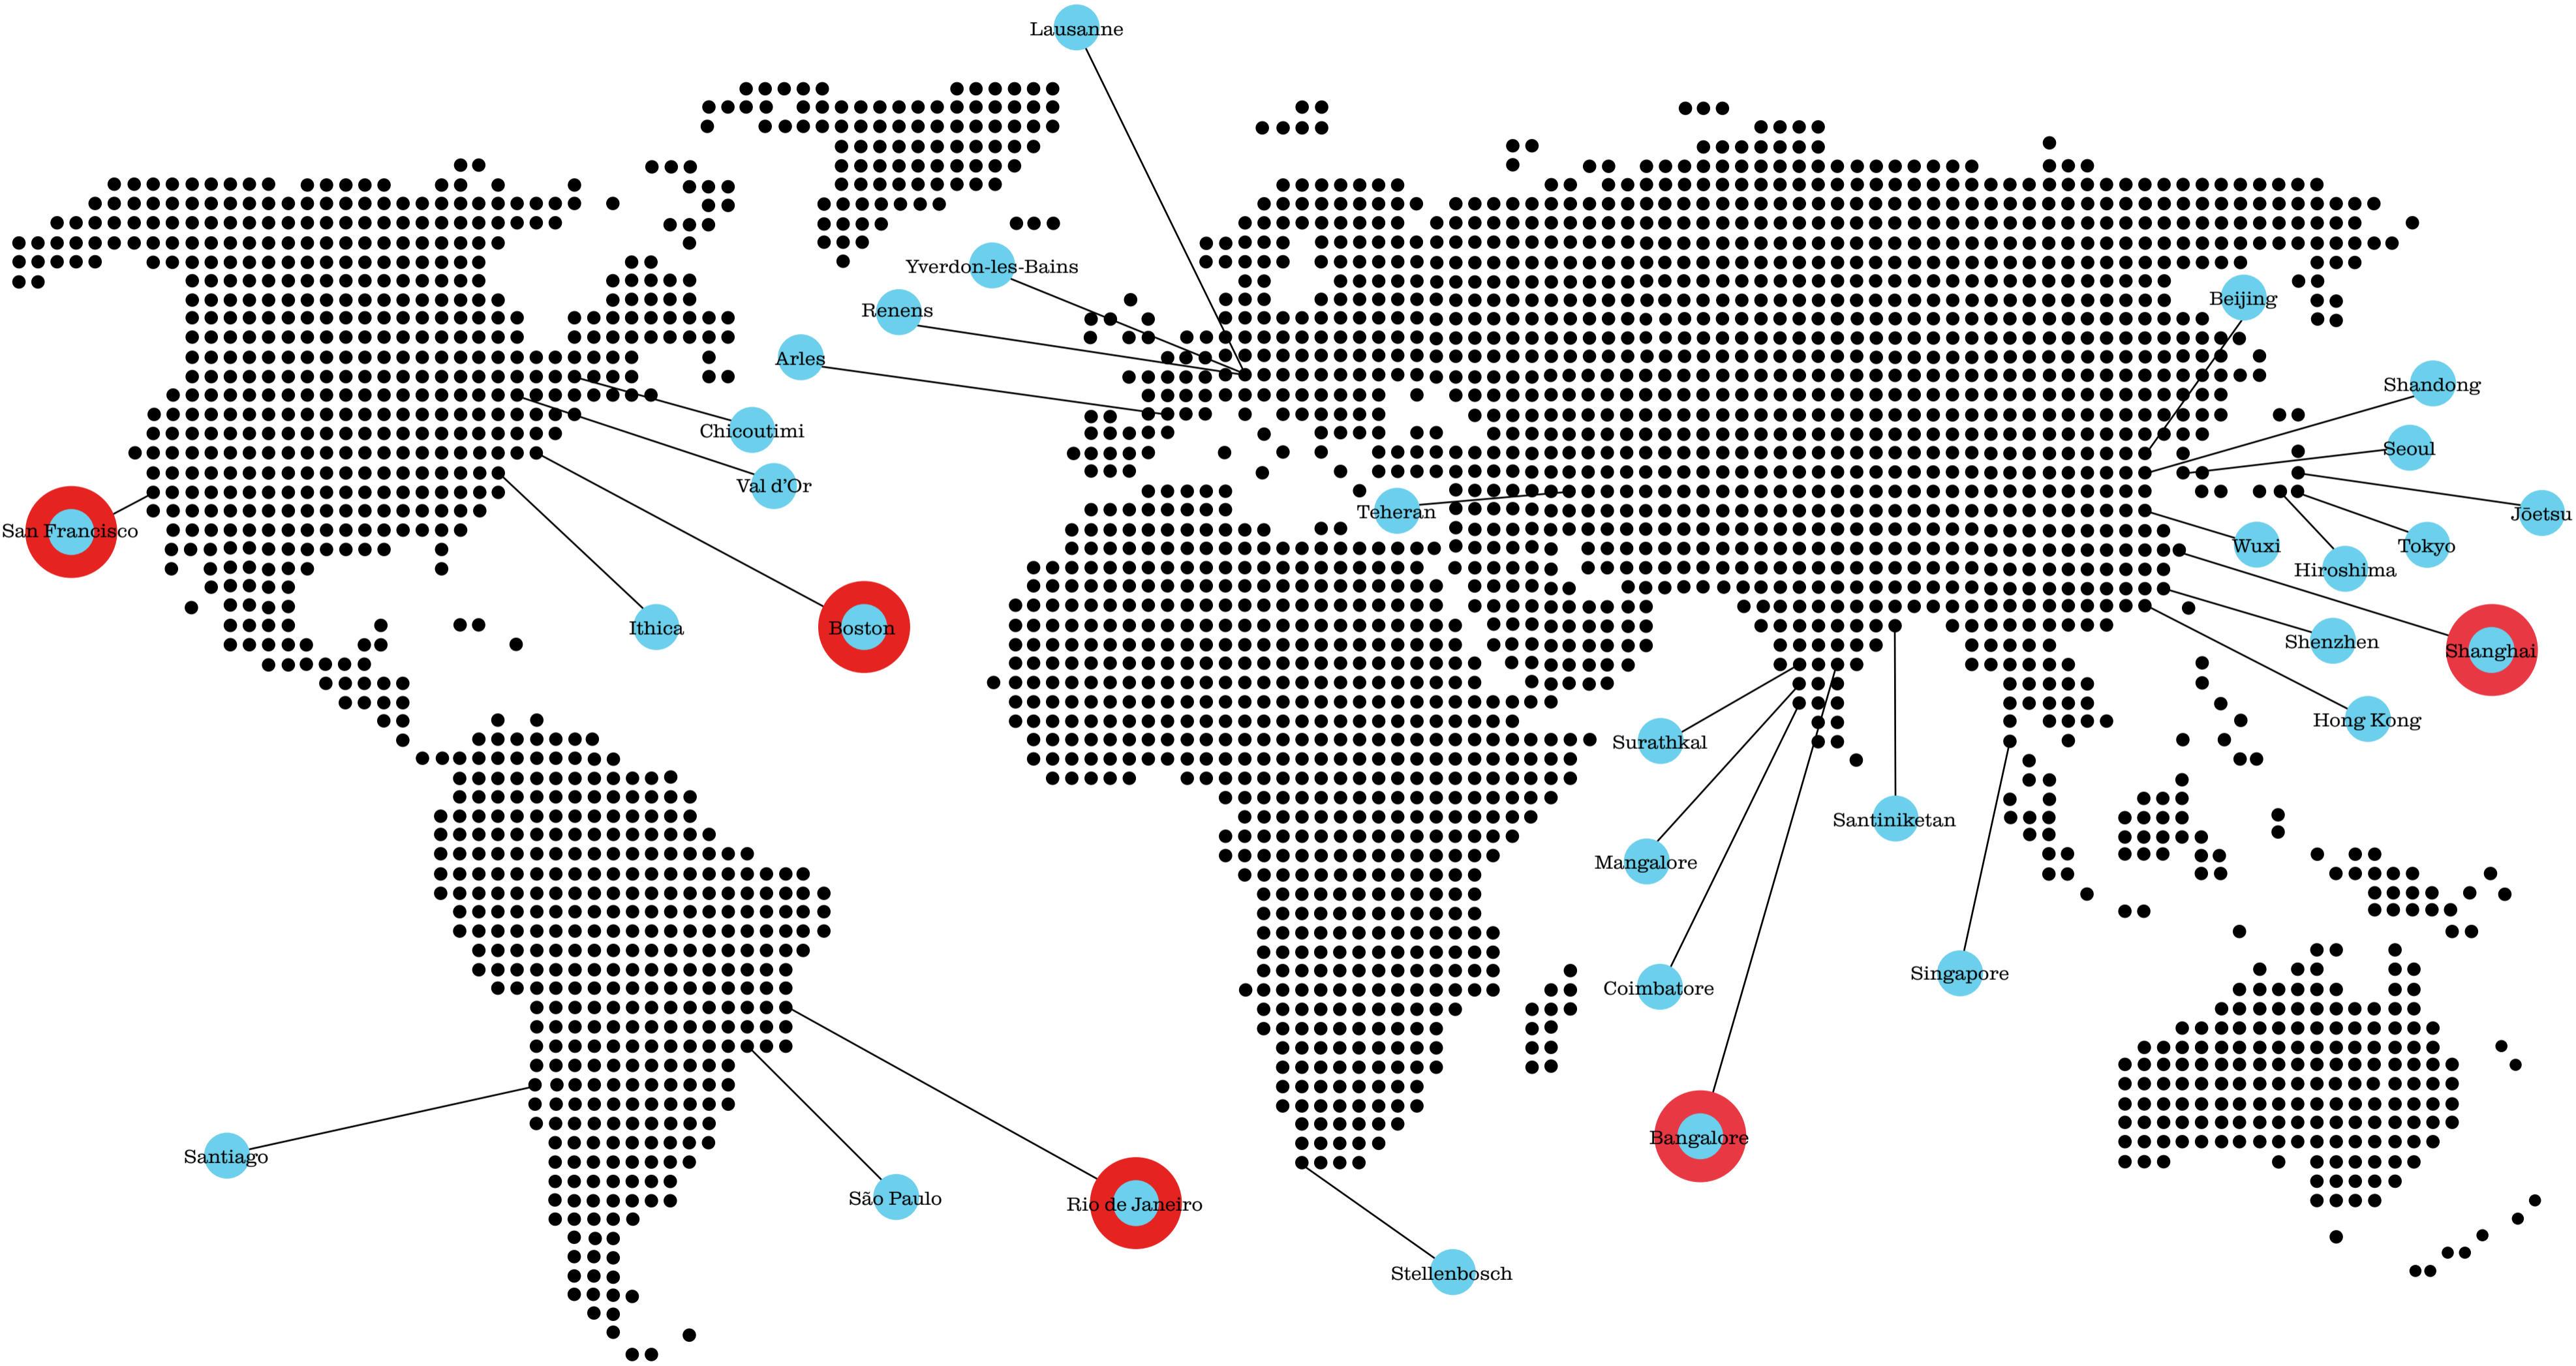 Lausanne
Yverdon-les-Bains
Beijing
Renens
Arles
Shandong
Chicoutimi
Seoul
Val d'Or
Teheran
Jōetsu
San Francisco
Wuxi
Tokyo
Hiroshima
Ithica
Boston
Shenzhen
Shanghai
Hong Kong
Surathkal
Santiniketan
Mangalore
Singapore
Coimbatore
Bangalore
Santiago
São Paulo
Rio de Janeiro
Stellenbosch